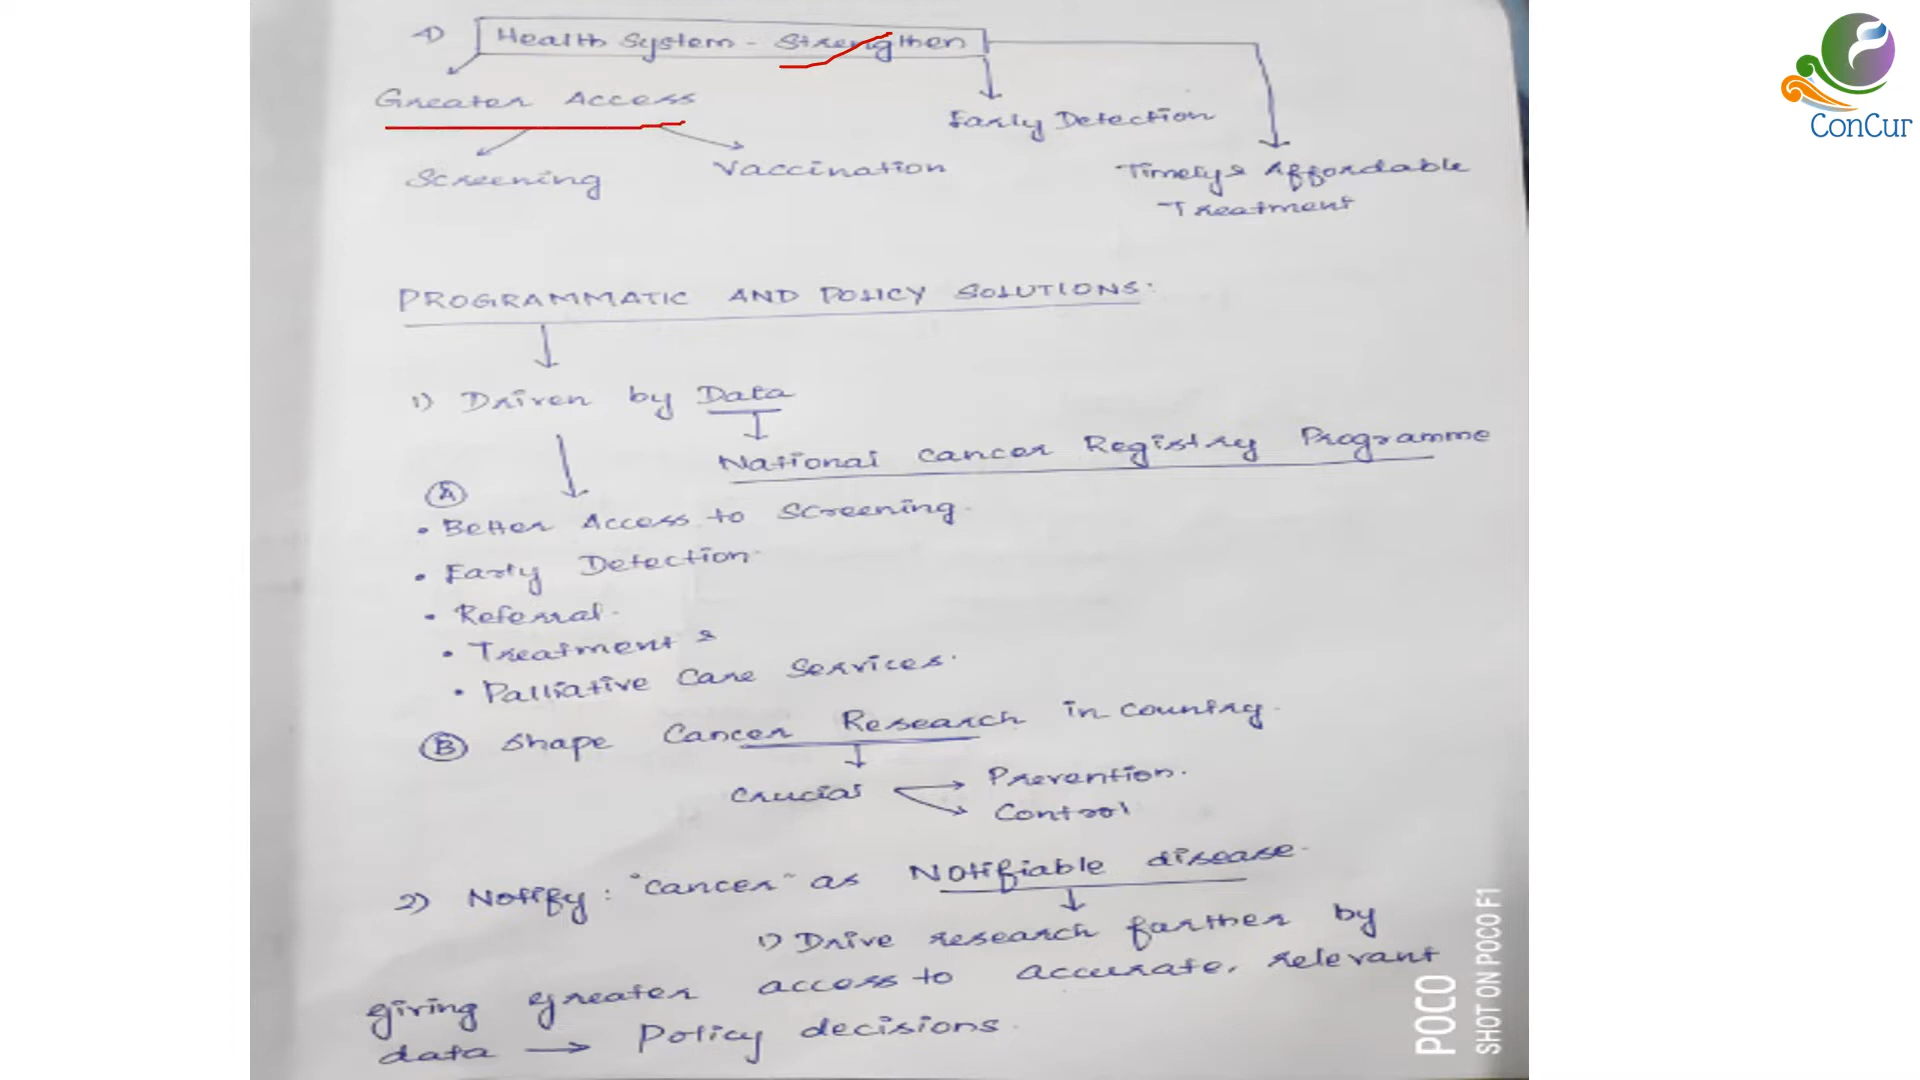 4) Health System - Strengthen
Greater Access
Early Detection
Screening
Vaccination
Timely & Affordable
Treatment
PROGRAMMATIC AND POLICY SOLUTIONS.
1) Driven by Data
National Cancer Registry Programme
A
• Better Access to Screening.
• Early Detection.
• Referral.
• Treatment &
• Palliative Care Services.
B Shape Cancer Research in country.
Crucial
Prevention.
Control
2) Notify: "Cancer" as Notifiable disease.
1) Drive research farther by
giving greater access to accurate, relevant
data → Policy decisions.
ConCur
POCO
SHOT ON POCO F1